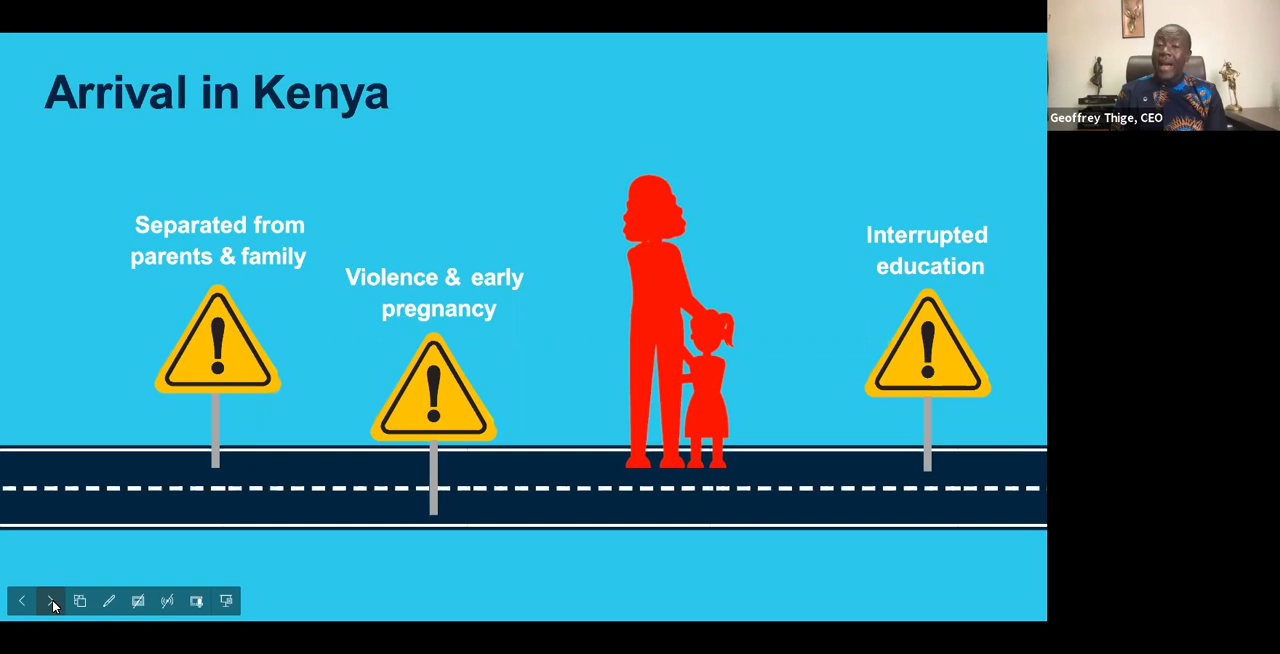 Arrival in Kenya
Separated from
parents & family
Violence & early
pregnancy
Interrupted
education
Geoffrey Thige, CEO